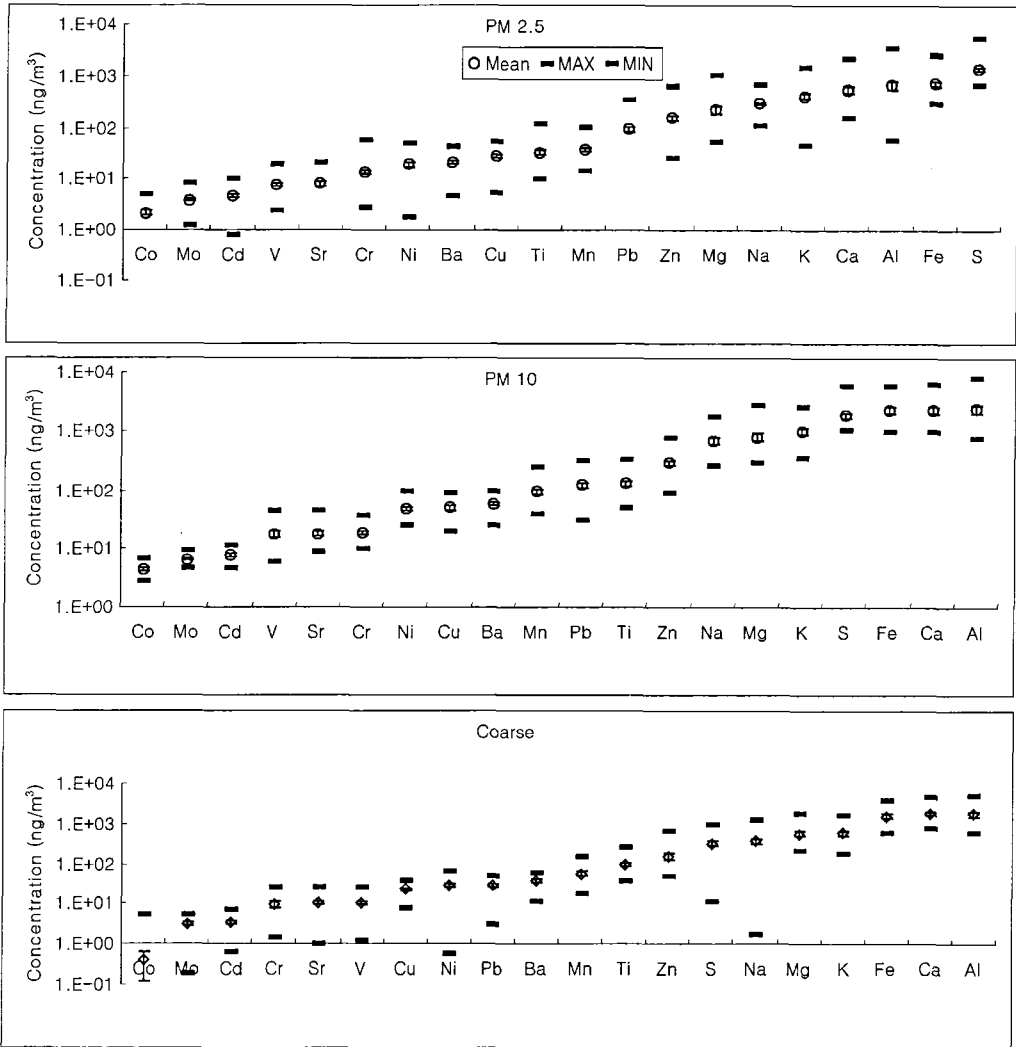 PM 2.5
Mean MAX MIN
Concentration (ng/m³)
1.E+04
1.E+03
1.E+02
1.E+01
1.E+00
1.E−01
Co Mo Cd V Sr Cr Ni Ba Cu Ti Mn Pb Zn Mg Na K Ca Al Fe S
PM 10
Concentration (ng/m³)
1.E+04
1.E+03
1.E+02
1.E+01
1.E+00
Co Mo Cd V Sr Cr Ni Cu Ba Mn Pb Ti Zn Na Mg K S Fe Ca Al
Coarse
Concentration (ng/m³)
1.E+04
1.E+03
1.E+02
1.E+01
1.E+00
1.E−01
Co Mo Cd Cr Sr V Cu Ni Pb Ba Mn Ti Zn S Na Mg K Fe Ca Al